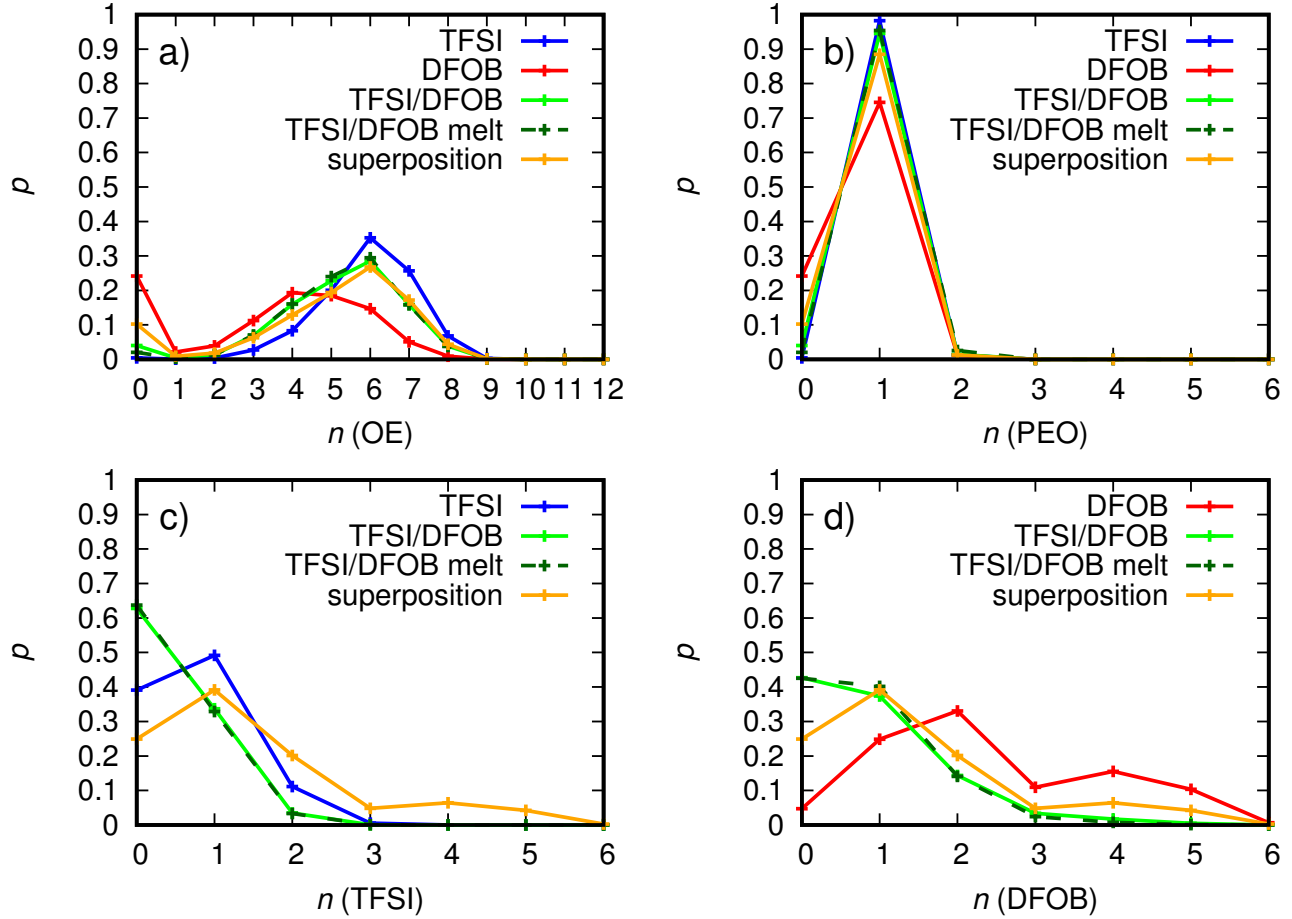 a)
TFSI
DFOB
TFSI/DFOB
TFSI/DFOB melt
superposition
p
1
0.9
0.8
0.7
0.6
0.5
0.4
0.3
0.2
0.1
0
0 1 2 3 4 5 6 7 8 9 10 11 12
n (OE)
b)
TFSI
DFOB
TFSI/DFOB
TFSI/DFOB melt
superposition
p
1
0.9
0.8
0.7
0.6
0.5
0.4
0.3
0.2
0.1
0
0 1 2 3 4 5 6
n (PEO)
c)
TFSI
TFSI/DFOB
TFSI/DFOB melt
superposition
p
1
0.9
0.8
0.7
0.6
0.5
0.4
0.3
0.2
0.1
0
0 1 2 3 4 5 6
n (TFSI)
d)
DFOB
TFSI/DFOB
TFSI/DFOB melt
superposition
p
1
0.9
0.8
0.7
0.6
0.5
0.4
0.3
0.2
0.1
0
0 1 2 3 4 5 6
n (DFOB)